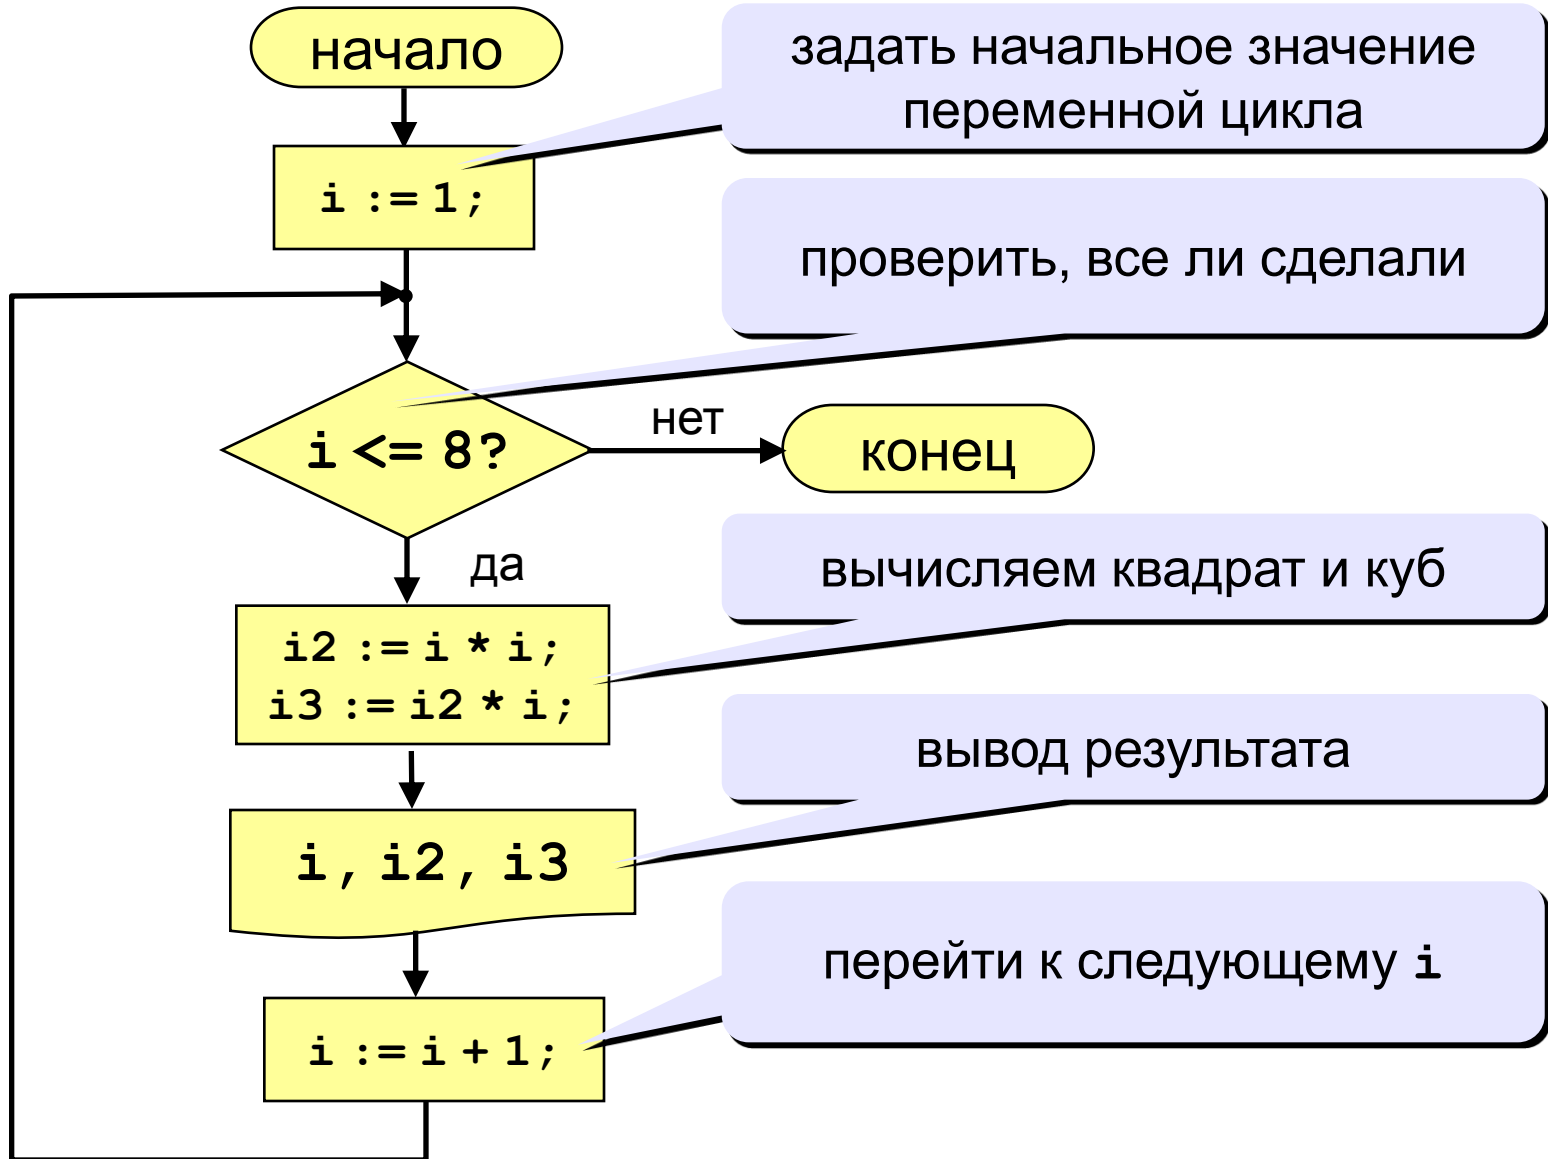 начало
задать начальное значение
переменной цикла
i := 1;
проверить, все ли сделали
i <= 8?
нет
конец
да
вычисляем квадрат и куб
i2 := i * i;
i3 := i2 * i;
вывод результата
i, i2, i3
перейти к следующему i
i := i + 1;